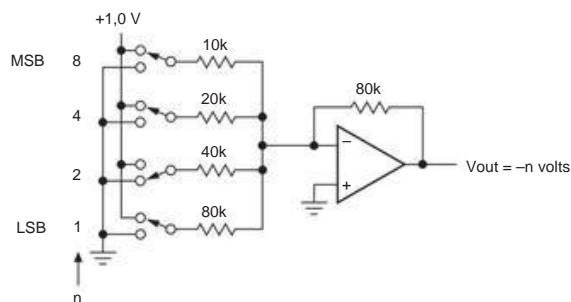 +1,0 V
MSB 8 10k
4 20k
80k
2 40k
− +
Vout = –n volts
LSB 1 80k
n